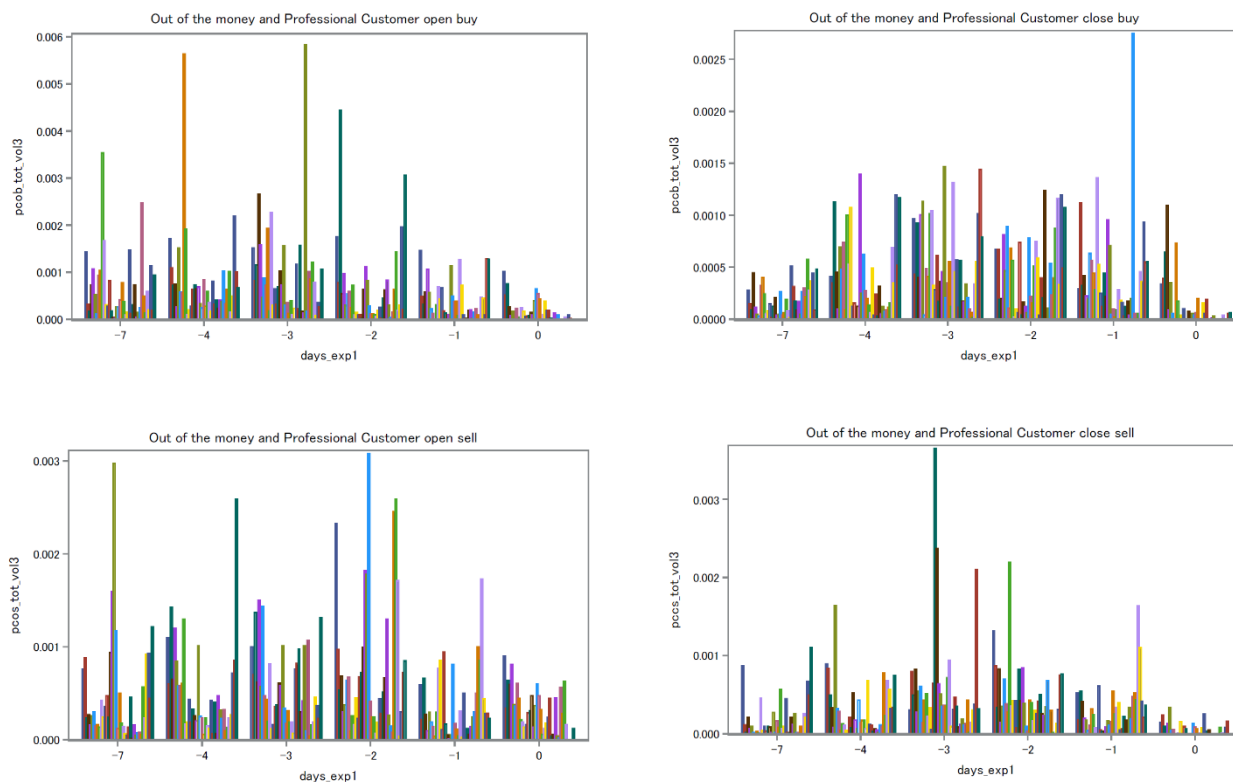 Out of the money and Professional Customer open buy
0.006
0.005
0.004
0.003
0.002
0.001
0.000
pcob_tot_vol3
-7 -4 -3 -2 -1 0
days_exp1
Out of the money and Professional Customer close buy
0.0025
0.0020
0.0015
0.0010
0.0005
0.0000
pccb_tot_vol3
-7 -4 -3 -2 -1 0
days_exp1
Out of the money and Professional Customer open sell
0.003
0.002
0.001
0.000
pcos_tot_vol3
-7 -4 -3 -2 -1 0
days_exp1
Out of the money and Professional Customer close sell
0.003
0.002
0.001
0.000
pccs_tot_vol3
-7 -4 -3 -2 -1 0
days_exp1